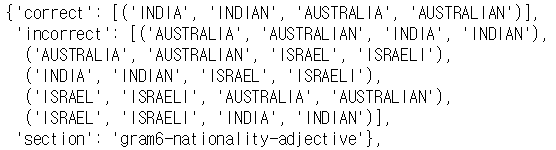 {'correct': [('INDIA', 'INDIAN', 'AUSTRALIA', 'AUSTRALIAN')],
'incorrect': [('AUSTRALIA', 'AUSTRALIAN', 'INDIA', 'INDIAN'),
('AUSTRALIA', 'AUSTRALIAN', 'ISRAEL', 'ISRAELI'),
('INDIA', 'INDIAN', 'ISRAEL', 'ISRAELI'),
('ISRAEL', 'ISRAELI', 'AUSTRALIA', 'AUSTRALIAN'),
('ISRAEL', 'ISRAELI', 'INDIA', 'INDIAN')],
'section': 'gram6-nationality-adjective'},